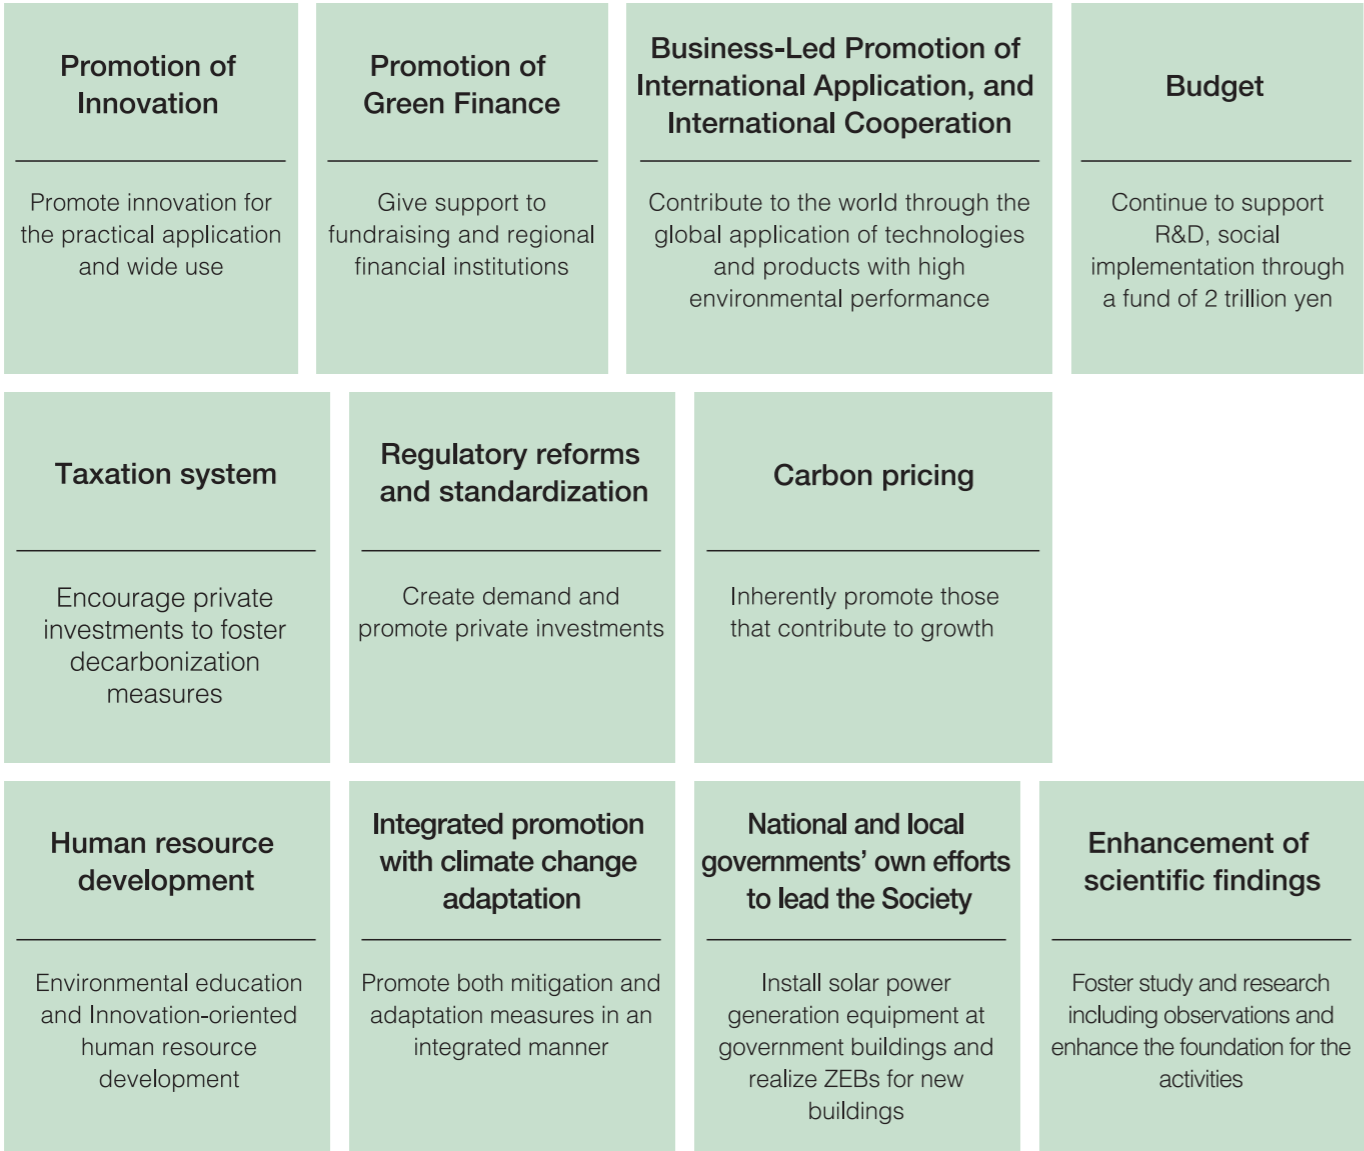 Promotion of
Innovation
Promote innovation for
the practical application
and wide use
Promotion of
Green Finance
Give support to
fundraising and regional
financial institutions
Business-Led Promotion of
International Application, and
International Cooperation
Contribute to the world through the
global application of technologies
and products with high
environmental performance
Budget
Continue to support
R&D, social
implementation through
a fund of 2 trillion yen
Taxation system
Encourage private
investments to foster
decarbonization
measures
Regulatory reforms
and standardization
Create demand and
promote private investments
Carbon pricing
Inherently promote those
that contribute to growth
Human resource
development
Environmental education
and Innovation-oriented
human resource
development
Integrated promotion
with climate change
adaptation
Promote both mitigation and
adaptation measures in an
integrated manner
National and local
governments’ own efforts
to lead the Society
Install solar power
generation equipment at
government buildings and
realize ZEBs for new
buildings
Enhancement of
scientific findings
Foster study and research
including observations and
enhance the foundation for the
activities